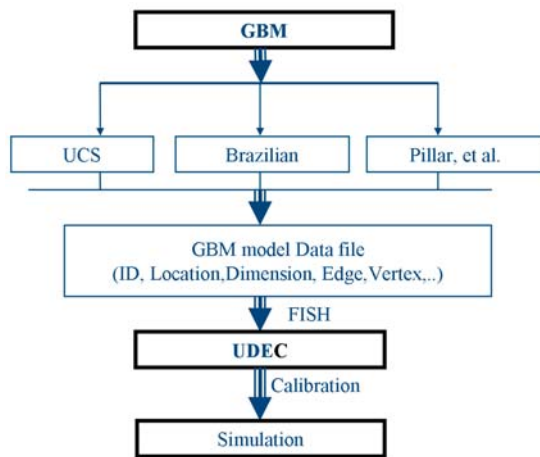 GBM
UCS
Brazilian
Pillar, et al.
GBM model Data file
(ID, Location,Dimension, Edge,Vertex,..)
FISH
UDEC
Calibration
Simulation